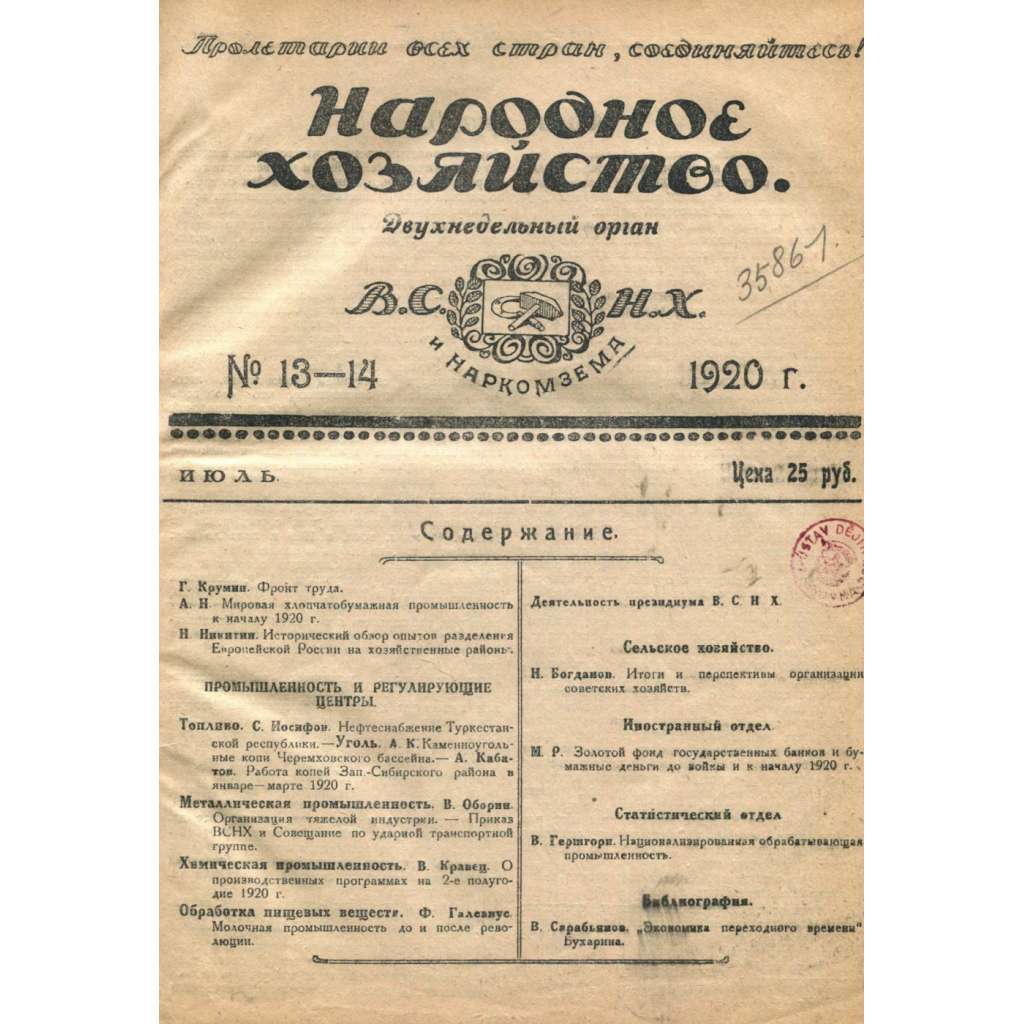 Пролетарии всех стран, соединяйтесь!
Народное
хозяйство.
Двухнедельный орган
В.С. Н.Х.
и НАРКОМЗЕМА
35861.
№ 13—14
1920 г.
ИЮЛЬ.
Цена 25 руб.
Содержание.
Г. Крумин. Фронт труда.
А. Н. Мировая хлопчатобумажная промышленность
к началу 1920 г.
Н. Никитин. Исторический обзор опытов разделения
Европейской России на хозяйственные районы.
ПРОМЫШЛЕННОСТЬ И РЕГУЛИРУЮЩИЕ
ЦЕНТРЫ.
Топливо. С. Иосифов. Нефтеснабжение Туркестан-
ской республики.—Уголь. А. К. Каменноуголь-
ные копи Черемховского бассейна.— А. Каба-
тов. Работа копей Зап.-Сибирского района в
январе—марте 1920 г.
Металлическая промышленность. В. Оборин.
Организация тяжелой индустрии. — Приказ
ВСНХ и Совещание по ударной транспортной
группе.
Химическая промышленность. В. Кравец. О
производственных программах на 2-е полуго-
дие 1920 г.
Обработка пищевых веществ. Ф. Галеввус.
Молочная промышленность до и после рево-
люции.
Деятельность президиума В. С Н Х.
Сельское хозяйство.
Н. Богданов. Итоги и перспективы организации
советских хозяйств.
Иностранный отдел
М. Р. Золотой фонд государственных банков и бу-
мажные деньги до войны и к началу 1920 г.
Статистический отдел
В. Герштори. Национализированная обрабатывающая
промышленность.
Библиография.
В. Сарабьянов. „Экономика переходного времени"
Бухарина.
ÚSTAV DĚJIN